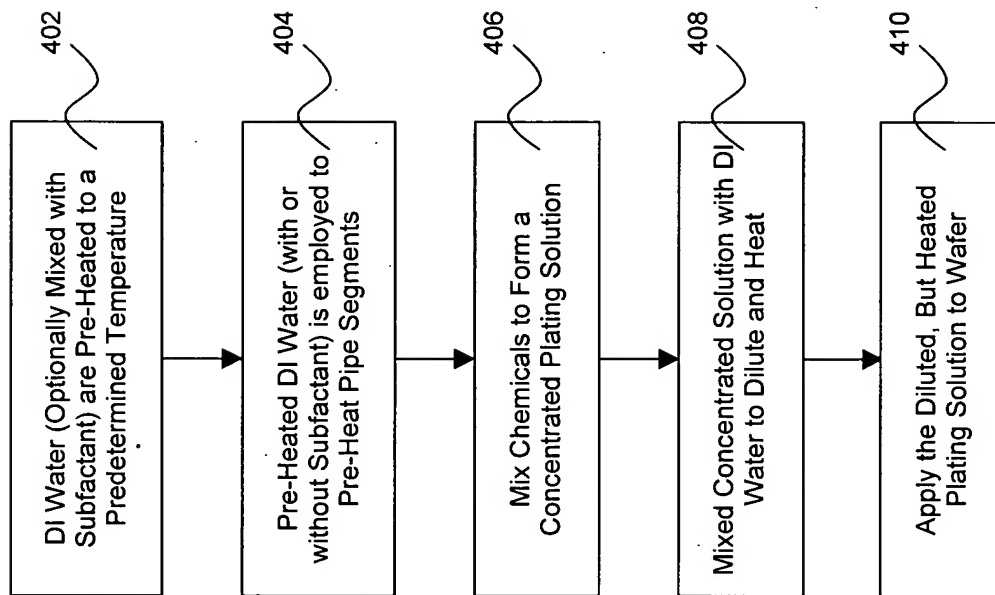 DI Water (Optionally Mixed with
Subfactant) are Pre-Heated to a
Predetermined Temperature
402
Pre-Heated DI Water (with or
without Subfactant) is employed to
Pre-Heat Pipe Segments
404
Mix Chemicals to Form a
Concentrated Plating Solution
406
Mixed Concentrated Solution with DI
Water to Dilute and Heat
408
Apply the Diluted, But Heated
Plating Solution to Wafer
410